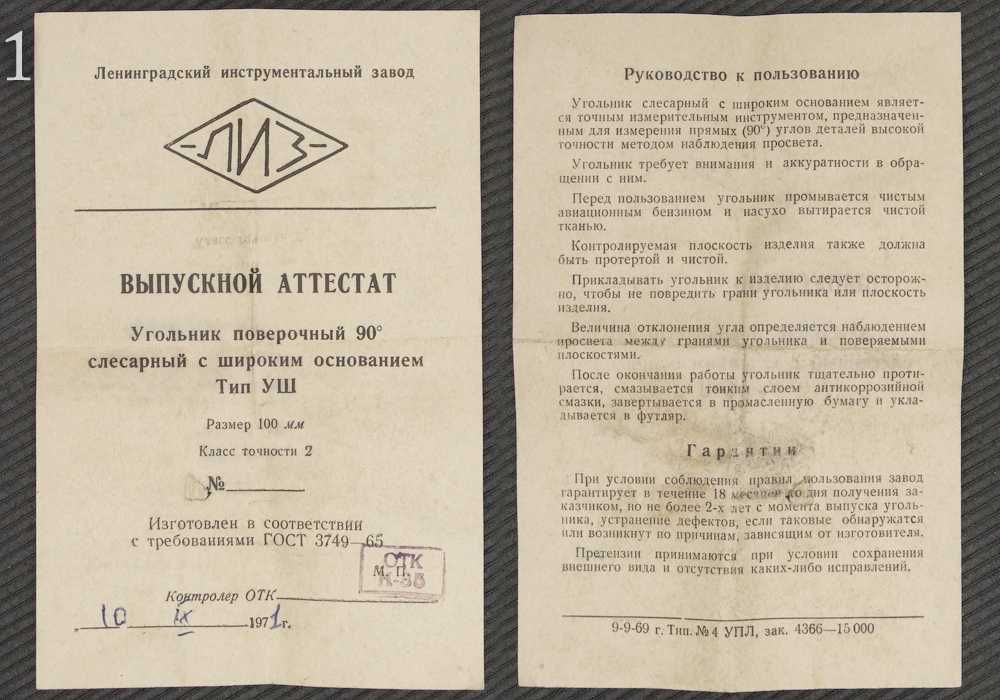 1
Ленинградский инструментальный завод
ЛИЗ
ВЫПУСКНОЙ АТТЕСТАТ
Угольник поверочный 90°
слесарный с широким основанием
Тип УШ
Размер 100 мм
Класс точности 2
№
Изготовлен в соответствии
с требованиями ГОСТ 3749—65
ОТК
М. П.
К-35
Контролер ОТК
10 IX 1971 г.
Руководство к пользованию
Угольник слесарный с широким основанием является
ся точным измерительным инструментом, предназначен-
ным для измерения прямых (90°) углов деталей высокой
точности методом наблюдения просвета.
Угольник требует внимания и аккуратности в обра-
щении с ним.
Перед пользованием угольник промывается чистым
авиационным бензином и насухо вытирается чистой
тканью.
Контролируемая плоскость изделия также должна
быть протертой и чистой.
Прикладывать угольник к изделию следует осторож-
но, чтобы не повредить грани угольника или плоскость
изделия.
Величина отклонения угла определяется наблюдением
просвета между гранями угольника и поверяемыми
плоскостями.
После окончания работы угольник тщательно проти-
рается, смазывается тонким слоем антикоррозийной
смазки, завертывается в промасленную бумагу и укла-
дывается в футляр.
Гарантии
При условии соблюдения правил пользования завод
гарантирует в течение 18 месяцев со дня получения за-
казчиком, но не более 2-х лет с момента выпуска уголь-
ника, устранение дефектов, если таковые обнаружатся
или возникнут по причинам, зависящим от изготовителя.
Претензии принимаются при условии сохранения
внешнего вида и отсутствия каких-либо исправлений.
9-9-69 г. Тип. № 4 УПЛ, зак. 4366—15 000